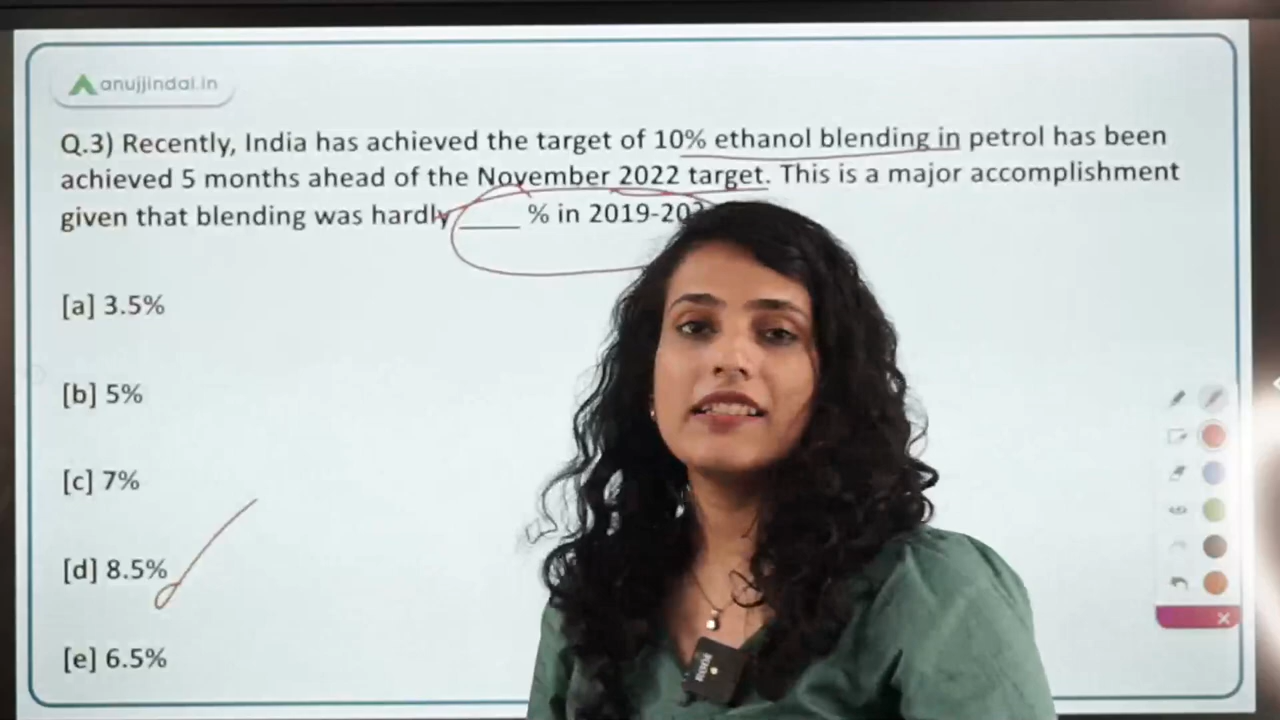 anujjindal.in
Q.3) Recently, India has achieved the target of 10% ethanol blending in petrol has been
achieved 5 months ahead of the November 2022 target. This is a major accomplishment
given that blending was hardly ____ % in 2019-20
[a] 3.5%
[b] 5%
[c] 7%
[d] 8.5%
[e] 6.5%